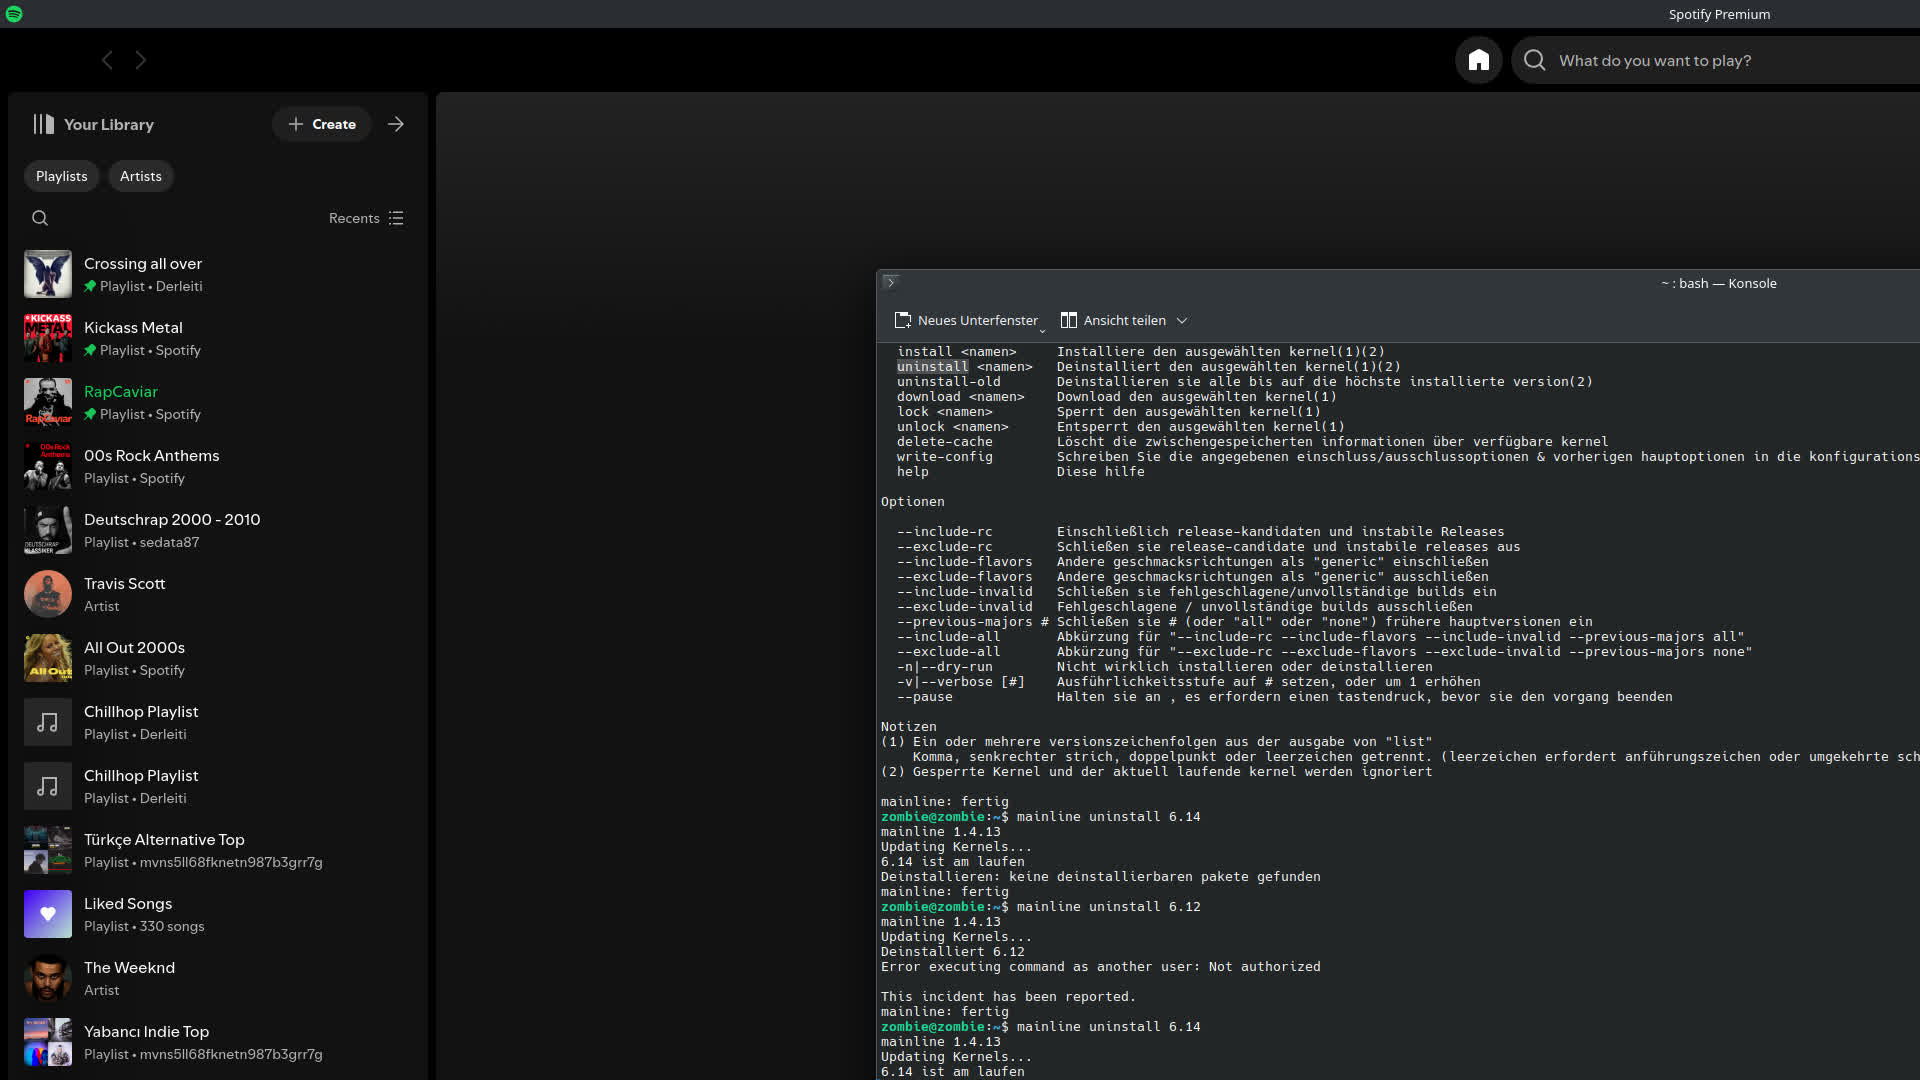 Spotify Premium
What do you want to play?
Your Library
Create
Playlists
Artists
Recents
Crossing all over
Playlist • Derleiti
KICKASS METAL
Kickass Metal
Playlist • Spotify
RapCaviar
RapCaviar
Playlist • Spotify
00s Rock Anthems
00s Rock Anthems
Playlist • Spotify
DEUTSCHRAP KLASSIKER
Deutschrap 2000 - 2010
Playlist • sedata87
Travis Scott
Artist
All Out
All Out 2000s
Playlist • Spotify
Chillhop Playlist
Playlist • Derleiti
Chillhop Playlist
Playlist • Derleiti
Türkçe Alternative Top
Playlist • mvns5ll68fknetn987b3grr7g
Liked Songs
Playlist • 330 songs
The Weeknd
Artist
Yabancı Indie Top
Playlist • mvns5ll68fknetn987b3grr7g
~ : bash — Konsole
Neues Unterfenster
Ansicht teilen
install <namen> Installiere den ausgewählten kernel(1)(2)
uninstall <namen> Deinstalliert den ausgewählten kernel(1)(2)
uninstall-old Deinstallieren sie alle bis auf die höchste installierte version(2)
download <namen> Download den ausgewählten kernel(1)
lock <namen> Sperrt den ausgewählten kernel(1)
unlock <namen> Entsperrt den ausgewählten kernel(1)
delete-cache Löscht die zwischengespeicherten informationen über verfügbare kernel
write-config Schreiben Sie die angegebenen einschluss/ausschlussoptionen & vorherigen hauptoptionen in die konfigurations
help Diese hilfe
Optionen
--include-rc Einschließlich release-kandidaten und instabile Releases
--exclude-rc Schließen sie release-candidate und instabile releases aus
--include-flavors Andere geschmacksrichtungen als "generic" einschließen
--exclude-flavors Andere geschmacksrichtungen als "generic" ausschließen
--include-invalid Schließen sie fehlgeschlagene/unvollständige builds ein
--exclude-invalid Fehlgeschlagene / unvollständige builds ausschließen
--previous-majors # Schließen sie # (oder "all" oder "none") frühere hauptversionen ein
--include-all Abkürzung für "--include-rc --include-flavors --include-invalid --previous-majors all"
--exclude-all Abkürzung für "--exclude-rc --exclude-flavors --exclude-invalid --previous-majors none"
-n|--dry-run Nicht wirklich installieren oder deinstallieren
-v|--verbose [#] Ausführlichkeitsstufe auf # setzen, oder um 1 erhöhen
--pause Halten sie an , es erfordern einen tastendruck, bevor sie den vorgang beenden
Notizen
(1) Ein oder mehrere versionszeichenfolgen aus der ausgabe von "list"
Komma, senkrechter strich, doppelpunkt oder leerzeichen getrennt. (leerzeichen erfordert anführungszeichen oder umgekehrte sch
(2) Gesperrte Kernel und der aktuell laufende kernel werden ignoriert
mainline: fertig
zombie@zombie:~$ mainline uninstall 6.14
mainline 1.4.13
Updating Kernels...
6.14 ist am laufen
Deinstallieren: keine deinstallierbaren pakete gefunden
mainline: fertig
zombie@zombie:~$ mainline uninstall 6.12
mainline 1.4.13
Updating Kernels...
Deinstalliert 6.12
Error executing command as another user: Not authorized
This incident has been reported.
mainline: fertig
zombie@zombie:~$ mainline uninstall 6.14
mainline 1.4.13
Updating Kernels...
6.14 ist am laufen